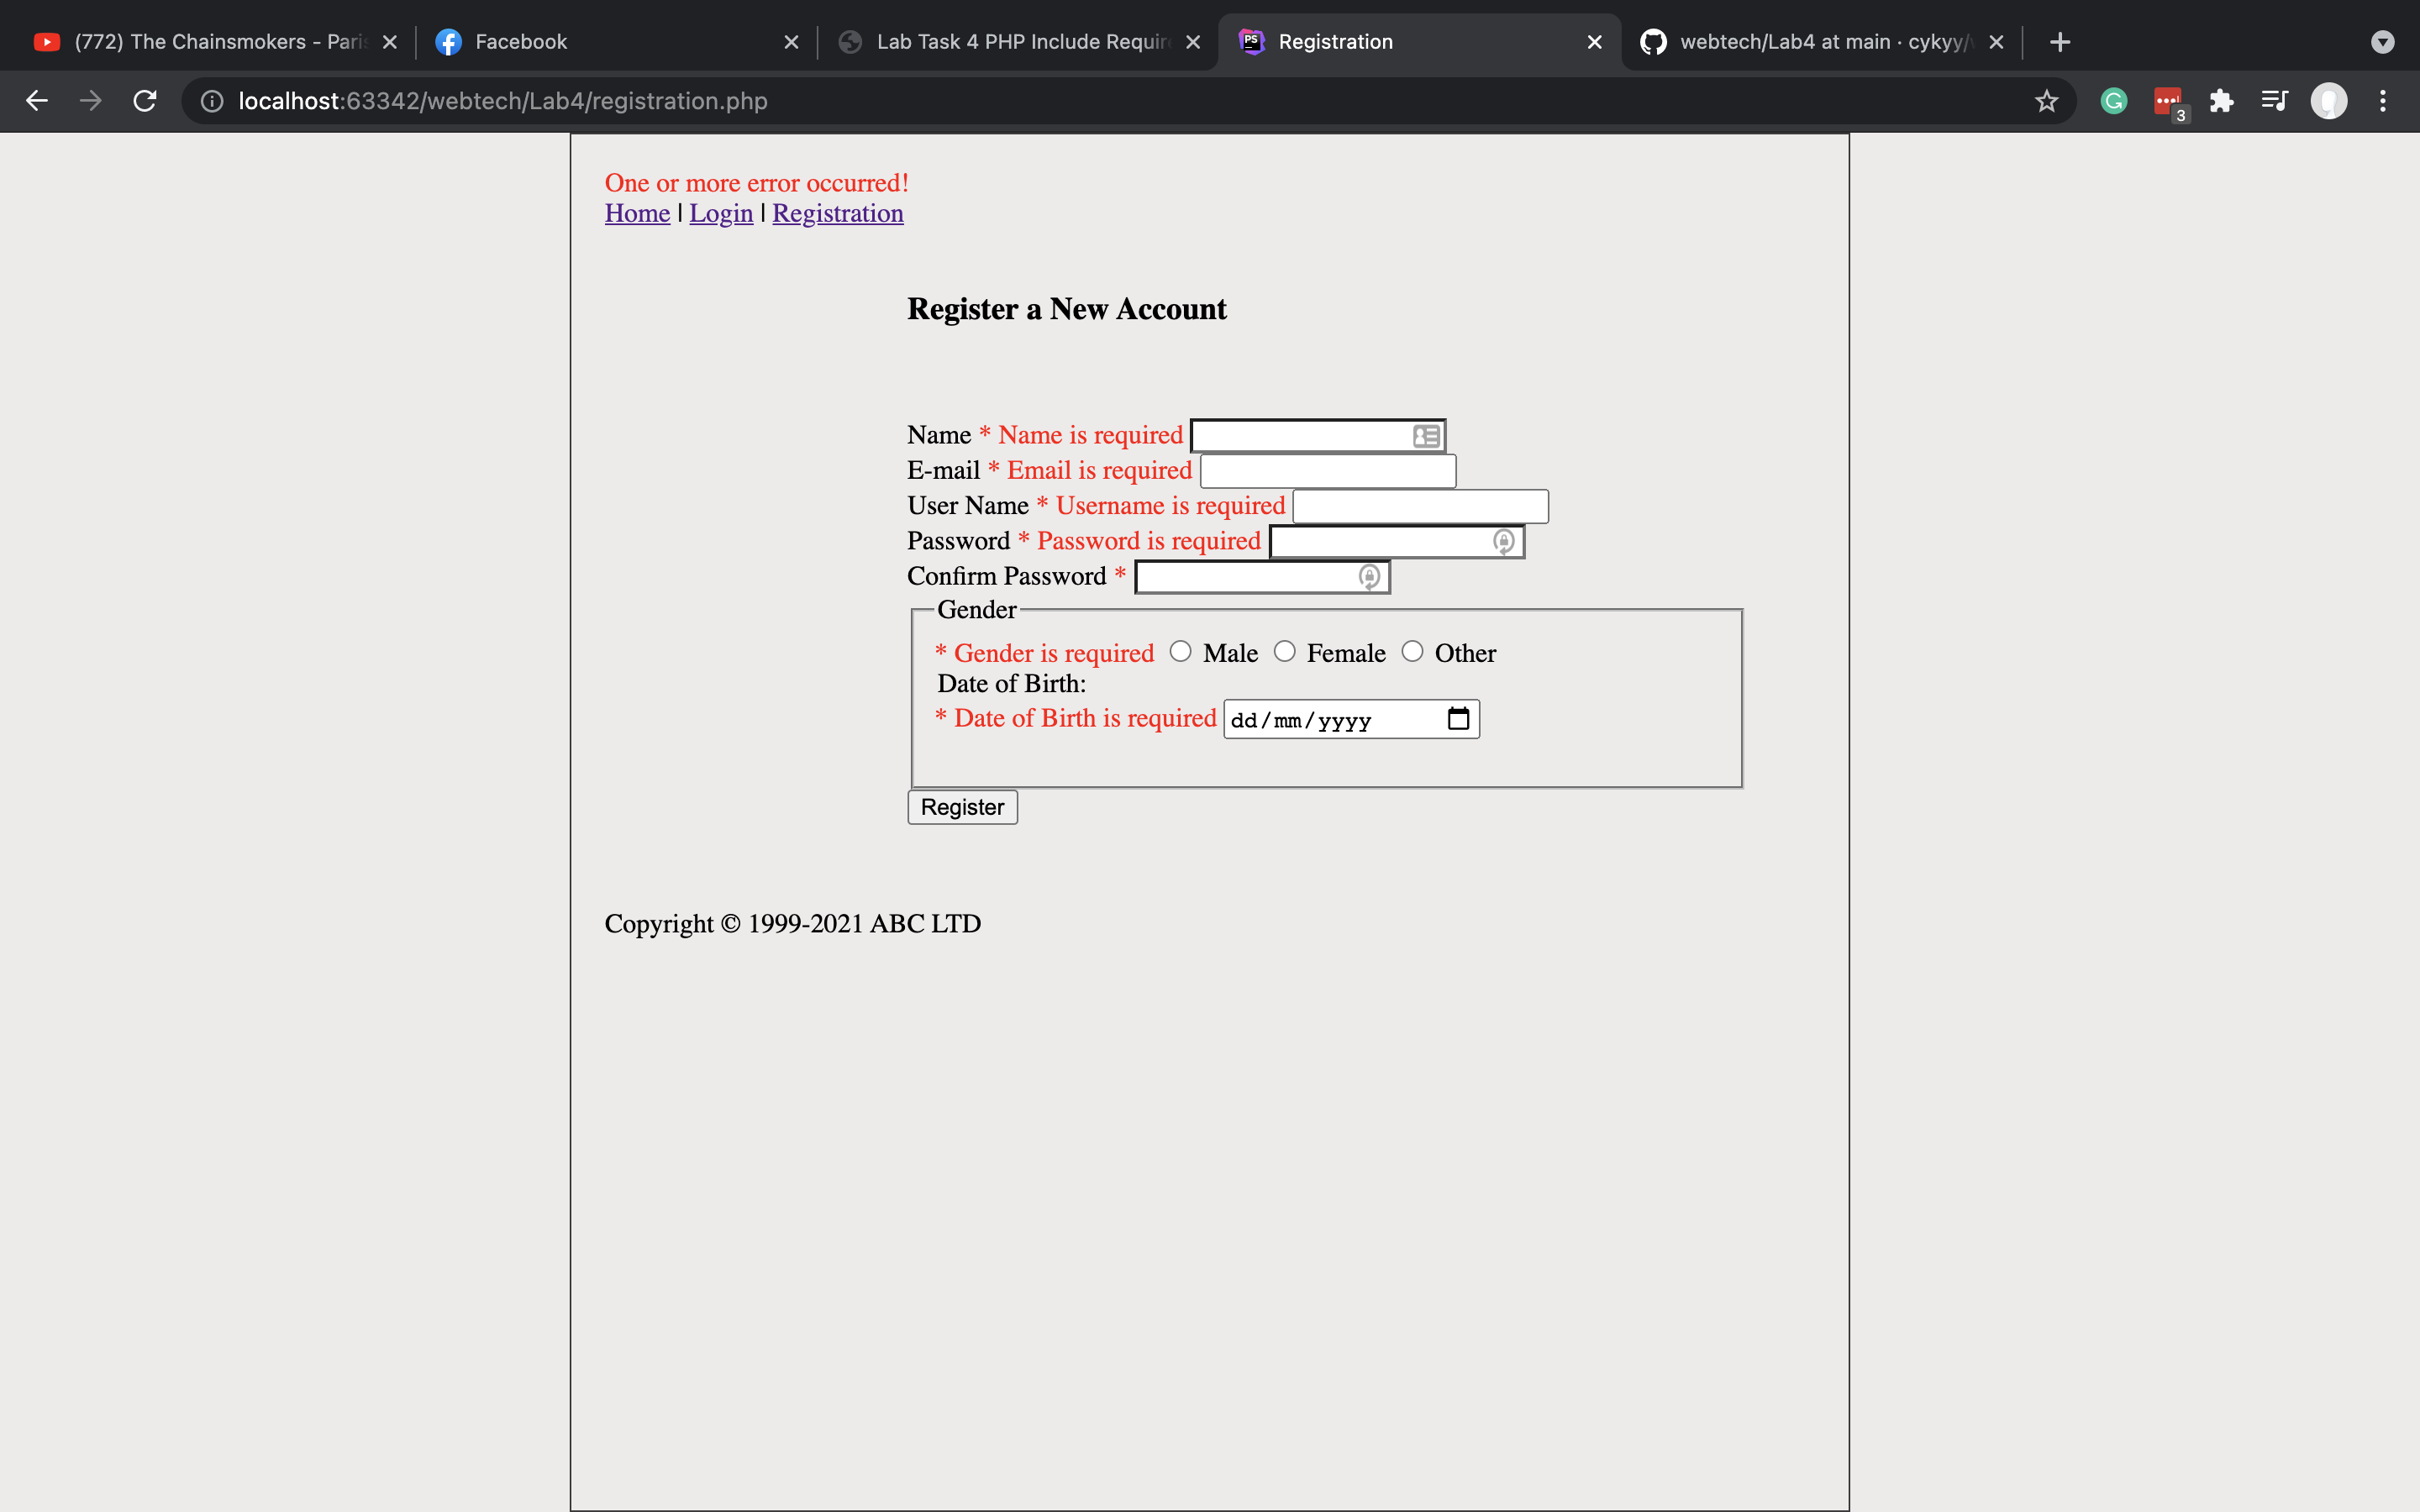 (772) The Chainsmokers - Paris
Facebook
Lab Task 4 PHP Include Require
Registration
webtech/Lab4 at main · cykyy/
localhost:63342/webtech/Lab4/registration.php
3
One or more error occurred!
Home | Login | Registration
Register a New Account
Name * Name is required
E-mail * Email is required
User Name * Username is required
Password * Password is required
Confirm Password *
Gender
* Gender is required Male Female Other
Date of Birth:
* Date of Birth is required dd/mm/yyyy
Register
Copyright © 1999-2021 ABC LTD